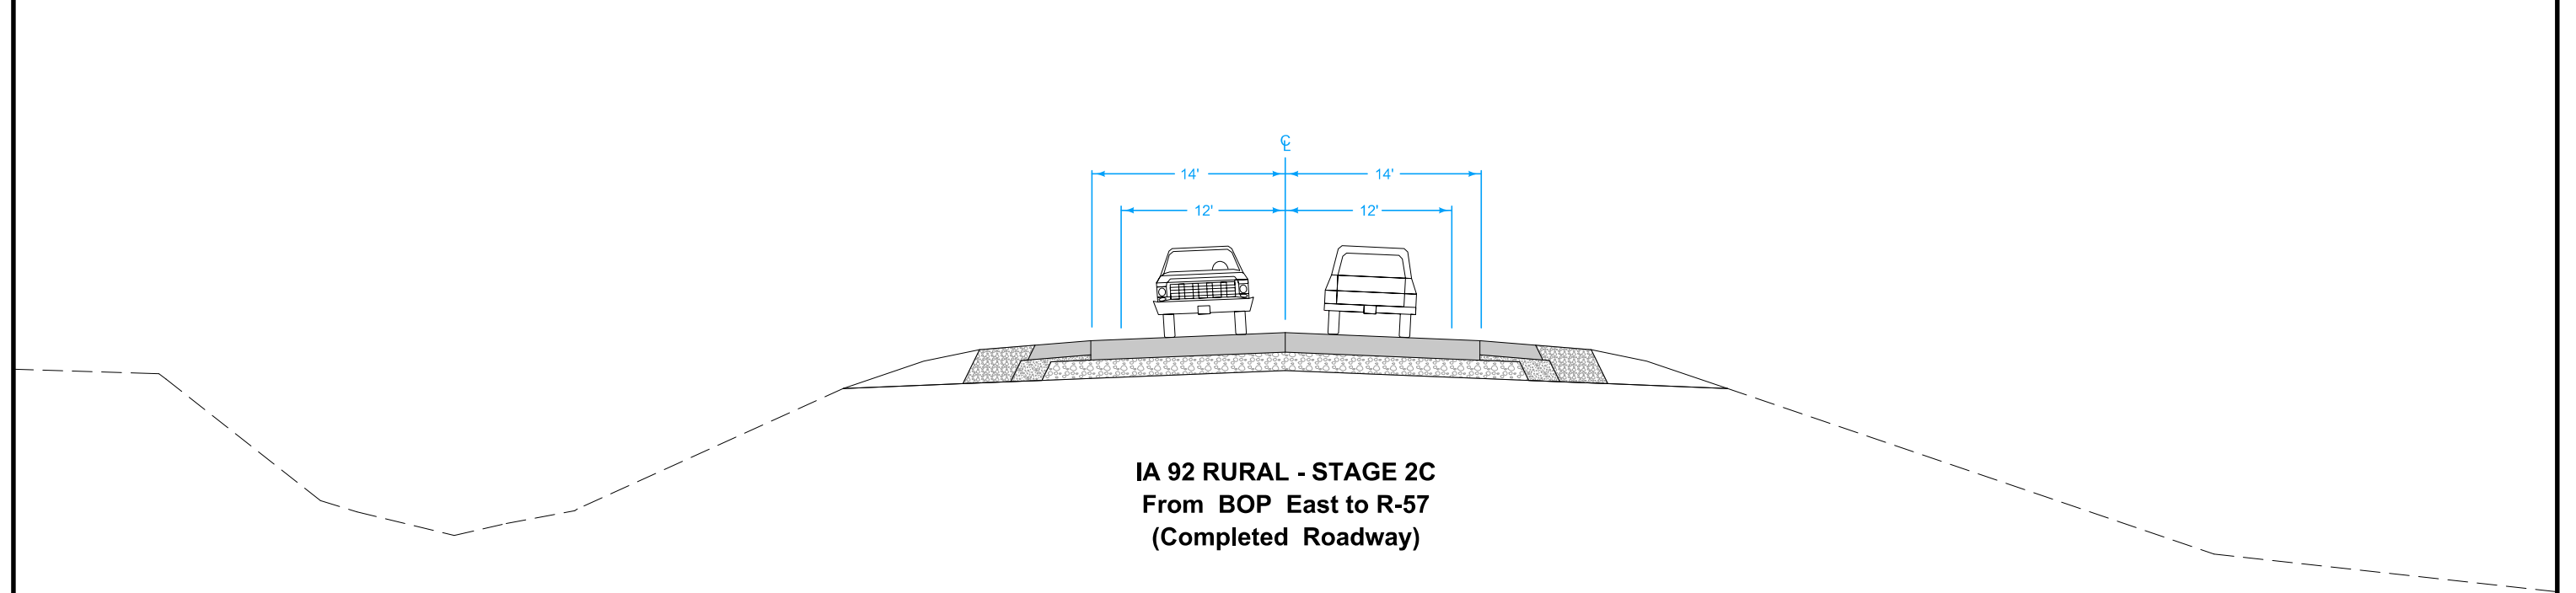 ℄
14' 14'
12' 12'
IA 92 RURAL - STAGE 2C
From BOP East to R-57
(Completed Roadway)